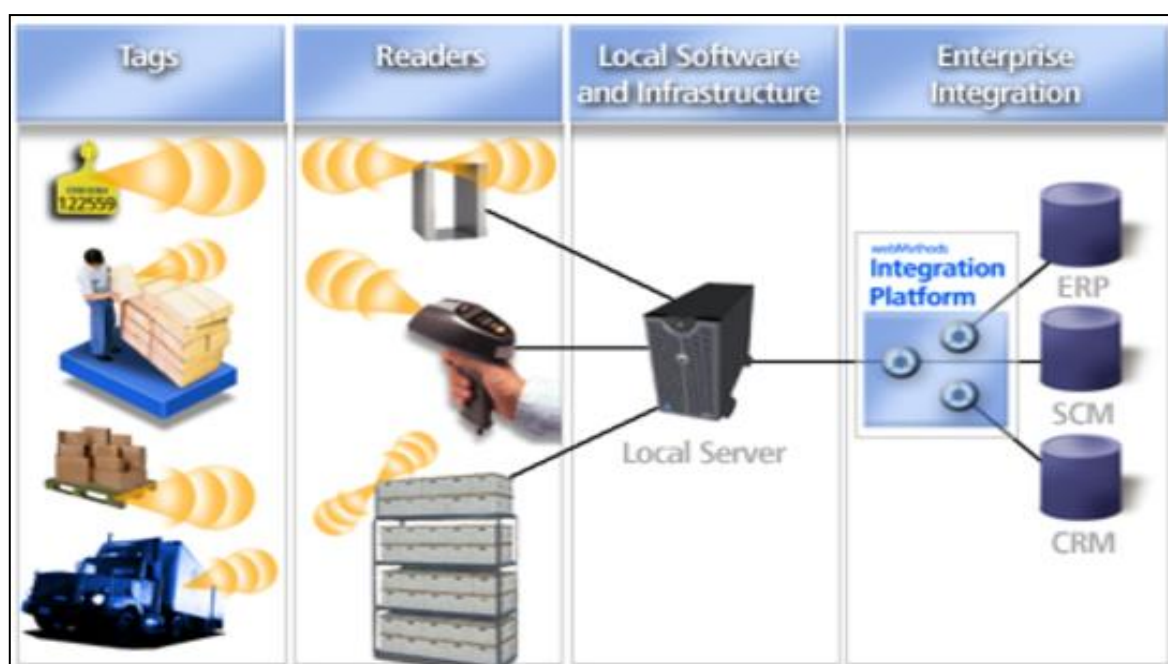 Tags
Readers
Local Software
and Infrastructure
Enterprise
Integration
122559
webMethods
Integration
Platform
Local Server
ERP
SCM
CRM